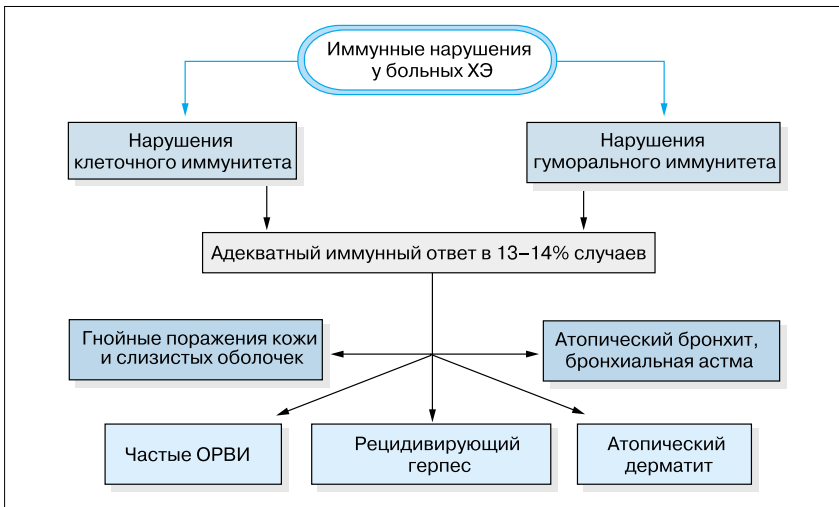 Иммунные нарушения
у больных ХЭ
Нарушения
клеточного иммунитета
Нарушения
гуморального иммунитета
Адекватный иммунный ответ в 13–14% случаев
Гнойные поражения кожи
и слизистых оболочек
Атопический бронхит,
бронхиальная астма
Частые ОРВИ
Рецидивирующий
герпес
Атопический
дерматит